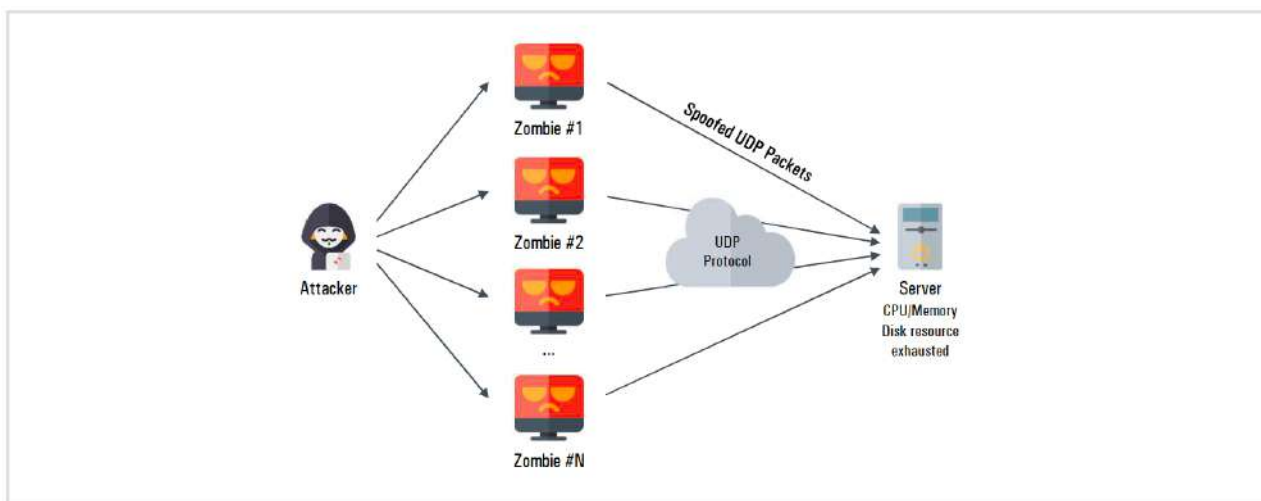 Zombie #1
Spoofed UDP Packets
Zombie #2
UDP
Protocol
Attacker
Server
CPU/Memory
Disk resource
exhausted
...
Zombie #N